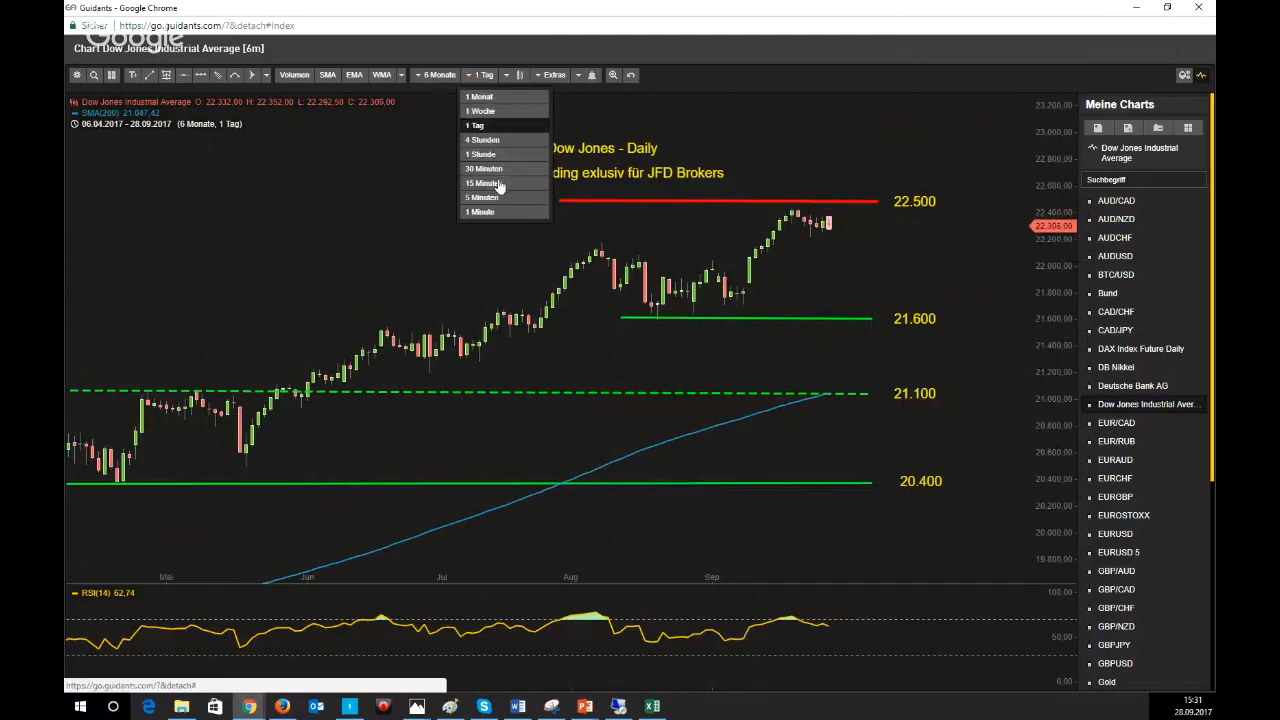 Guidants - Google Chrome
Sicher https://go.guidants.com/?&detach#index
Google
Chart Dow Jones Industrial Average [6m]
Volumen SMA EMA WMA 6 Monate 1 Tag Extras
Dow Jones Industrial Average O: 22.332,00 H: 22.352,00 L: 22.292,50 C: 22.306,00
SMA(200) 21.047,42
06.04.2017 - 28.09.2017 (6 Monate, 1 Tag)
1 Monat
1 Woche
1 Tag
4 Stunden
1 Stunde
30 Minuten
15 Minuten
5 Minuten
1 Minute
Dow Jones - Daily
ding exlusiv für JFD Brokers
22.500
21.600
21.100
20.400
23.200,00
23.000,00
22.800,00
22.600,00
22.400,00
22.306,00
22.200,00
22.000,00
21.800,00
21.600,00
21.400,00
21.200,00
21.000,00
20.800,00
20.600,00
20.400,00
20.200,00
20.000,00
19.800,00
Mai Jun Jul Aug Sep
RSI(14) 62,74
100,00
50,00
0,00
Meine Charts
Dow Jones Industrial
Average
Suchbegriff
AUD/CAD
AUD/NZD
AUDCHF
AUDUSD
BTC/USD
Bund
CAD/CHF
CAD/JPY
DAX Index Future Daily
DB Nikkei
Deutsche Bank AG
Dow Jones Industrial Aver...
EUR/CAD
EUR/RUB
EURAUD
EURCHF
EURGBP
EUROSTOXX
EURUSD
EURUSD 5
GBP/AUD
GBP/CAD
GBP/CHF
GBP/NZD
GBPJPY
GBPUSD
Gold
https://go.guidants.com/?&detach#
15:31
28.09.2017